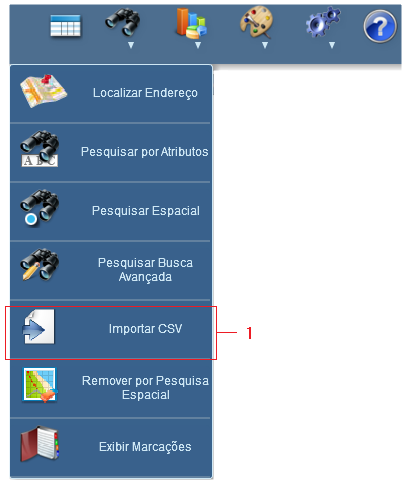 ?
Localizar Endereço
A B C
Pesquisar por Atributos
Pesquisar Espacial
Pesquisar Busca
Avançada
Importar CSV
1
Remover por Pesquisa
Espacial
Exibir Marcações